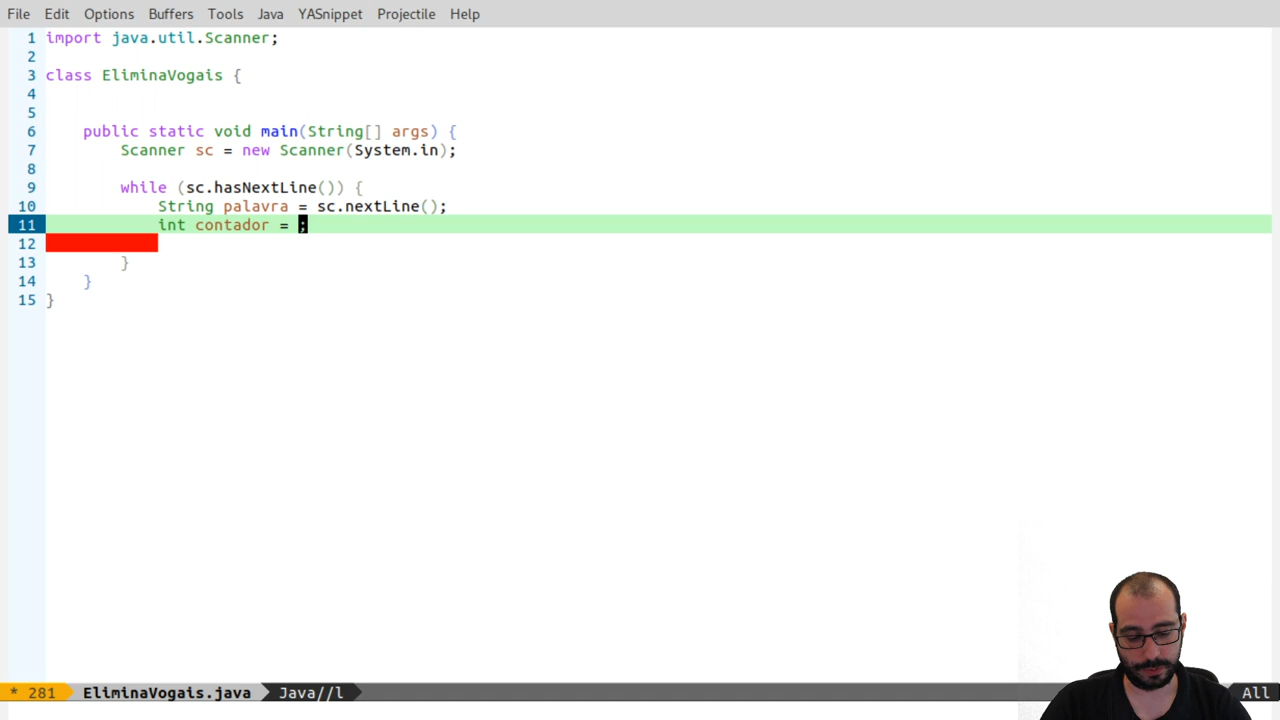 File Edit Options Buffers Tools Java YASnippet Projectile Help
1 import java.util.Scanner;
2
3 class EliminaVogais {
4
5
6 public static void main(String[] args) {
7 Scanner sc = new Scanner(System.in);
8
9 while (sc.hasNextLine()) {
10 String palavra = sc.nextLine();
11 int contador = ;
12
13 }
14 }
15 }
* 281 EliminaVogais.java Java//l All